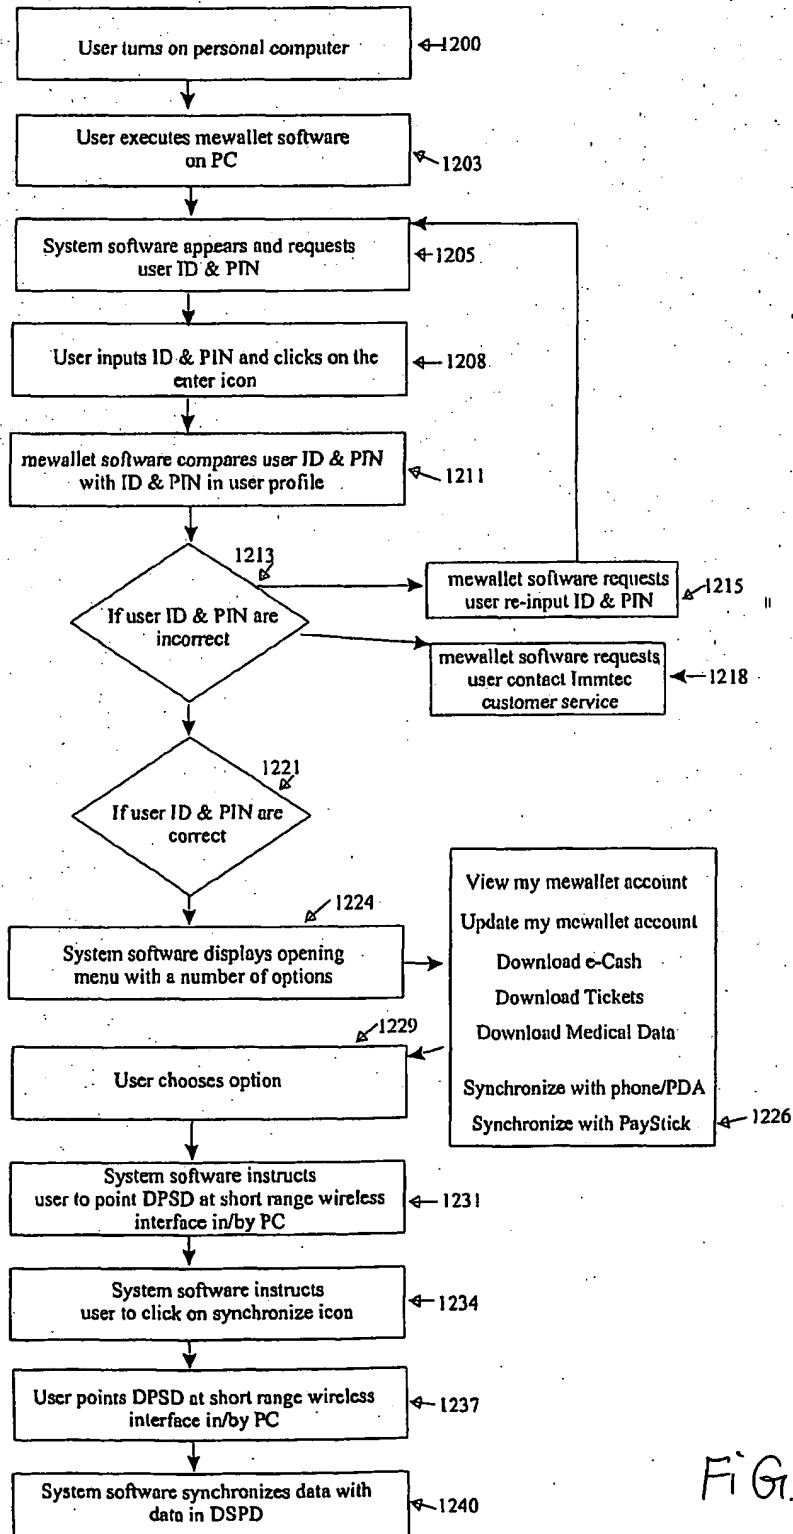 User turns on personal computer
1200
User executes mewallet software
on PC
1203
System software appears and requests
user ID & PIN
1205
User inputs ID & PIN and clicks on the
enter icon
1208
mewallet software compares user ID & PIN
with ID & PIN in user profile
1211
1213
If user ID & PIN are
incorrect
mewallet software requests
user re-input ID & PIN
1215
mewallet software requests
user contact Immtec
customer service
1218
1221
If user ID & PIN are
correct
1224
System software displays opening
menu with a number of options
View my mewallet account
Update my mewallet account
Download e-Cash
Download Tickets
Download Medical Data
Synchronize with phone/PDA
Synchronize with PayStick
1226
1229
User chooses option
System software instructs
user to point DPSD at short range wireless
interface in/by PC
1231
System software instructs
user to click on synchronize icon
1234
User points DPSD at short range wireless
interface in/by PC
1237
System software synchronizes data with
data in DSPD
1240
FiG.